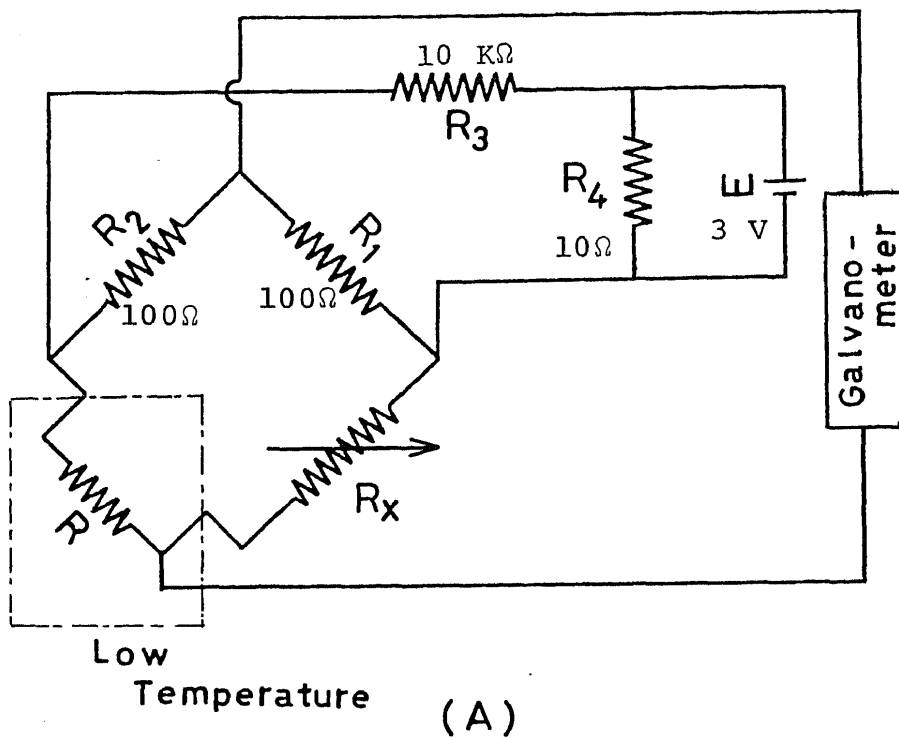 10 KΩ
R3
R4
10Ω
E
3 V
Galvano-
meter
R2
100Ω
R1
100Ω
R
Rx
Low
Temperature
(A)